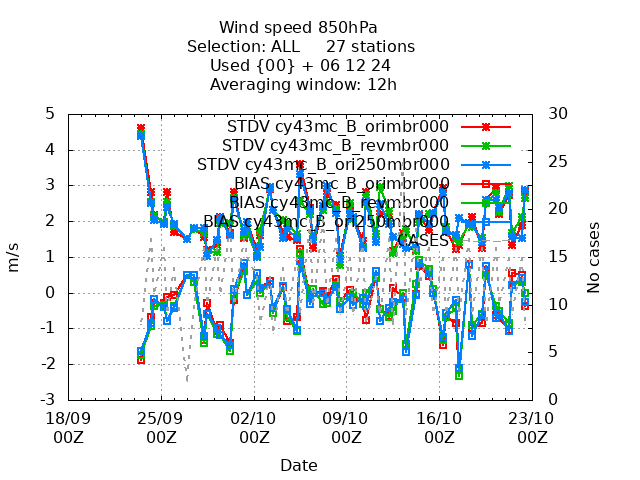 Wind speed 850hPa
Selection: ALL     27 stations
Used {00} + 06 12 24
Averaging window: 12h
STDV cy43mc_B_orimbr000
STDV cy43mc_B_revmbr000
STDV cy43mc_B_ori250mbr000
BIAS cy43mc_B_orimbr000
BIAS cy43mc_B_revmbr000
BIAS cy43mc_B_ori250mbr000
CASES
m/s
5
4
3
2
1
0
-1
-2
-3
No cases
30
25
20
15
10
5
0
18/09 25/09 02/10 09/10 16/10 23/10
00Z 00Z 00Z 00Z 00Z 00Z
Date